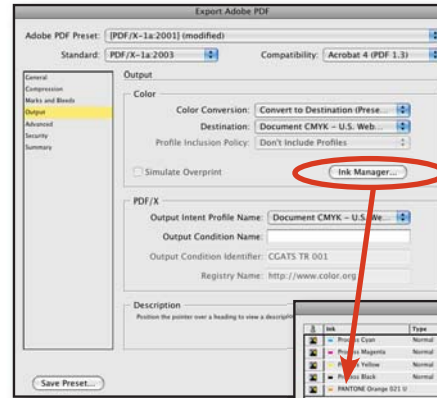 Export Adobe PDF
Adobe PDF Preset: [PDF/X-1a:2001] (modified)
Standard: PDF/X-1a:2003 Compatibility: Acrobat 4 (PDF 1.3)
General
Compression
Marks and Bleeds
Output
Advanced
Security
Summary
Output
Color
Color Conversion: Convert to Destination (Prese...
Destination: Document CMYK - U.S. Web...
Profile Inclusion Policy: Don't Include Profiles
Simulate Overprint Ink Manager...
PDF/X
Output Intent Profile Name: Document CMYK - U.S. We...
Output Condition Name:
Output Condition Identifier: CGATS TR 001
Registry Name: http://www.color.org
Description
Position the pointer over a heading to view a descriptio
Ink Type
Process Cyan Normal
Process Magenta Normal
Yellow Normal
Process Black Normal
PANTONE Orange 021 U
Save Preset...